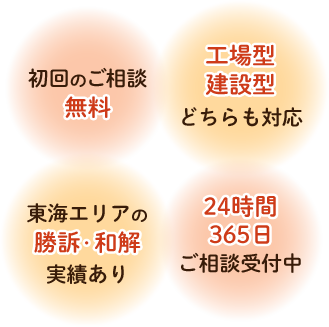 初回のご相談
無料
工場型
建設型
どちらも対応
東海エリアの
勝訴・和解
実績あり
24時間
365日
ご相談受付中